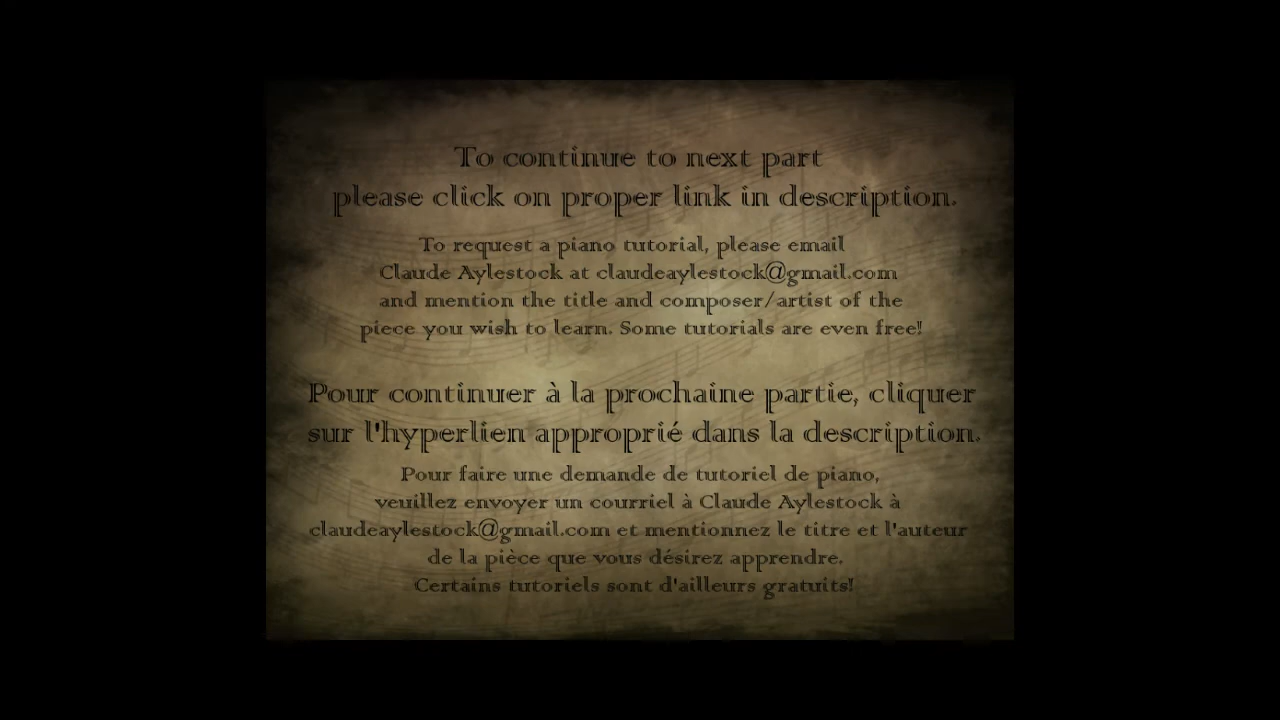 To continue to next part
please click on proper link in description.
To request a piano tutorial, please email
Claude Aylestock at claudeaylestock@gmail.com
and mention the title and composer/artist of the
piece you wish to learn. Some tutorials are even free!
Pour continuer à la prochaine partie, cliquer
sur l'hyperlien approprié dans la description.
Pour faire une demande de tutoriel de piano,
veuillez envoyer un courriel à Claude Aylestock à
claudeaylestock@gmail.com et mentionnez le titre et l'auteur
de la pièce que vous désirez apprendre.
Certains tutoriels sont d'ailleurs gratuits!